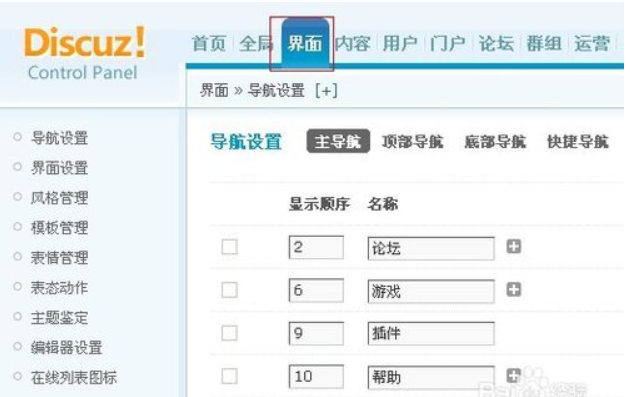 Discuz!
Control Panel
首页 全局 界面 内容 用户 门户 论坛 群组 运营
界面 » 导航设置 [+]
导航设置
界面设置
风格管理
模板管理
表情管理
表态动作
主题鉴定
编辑器设置
在线列表图标
导航设置 主导航 顶部导航 底部导航 快捷导航
显示顺序 名称
2 论坛
6 游戏
9 插件
10 帮助
Bai 经验